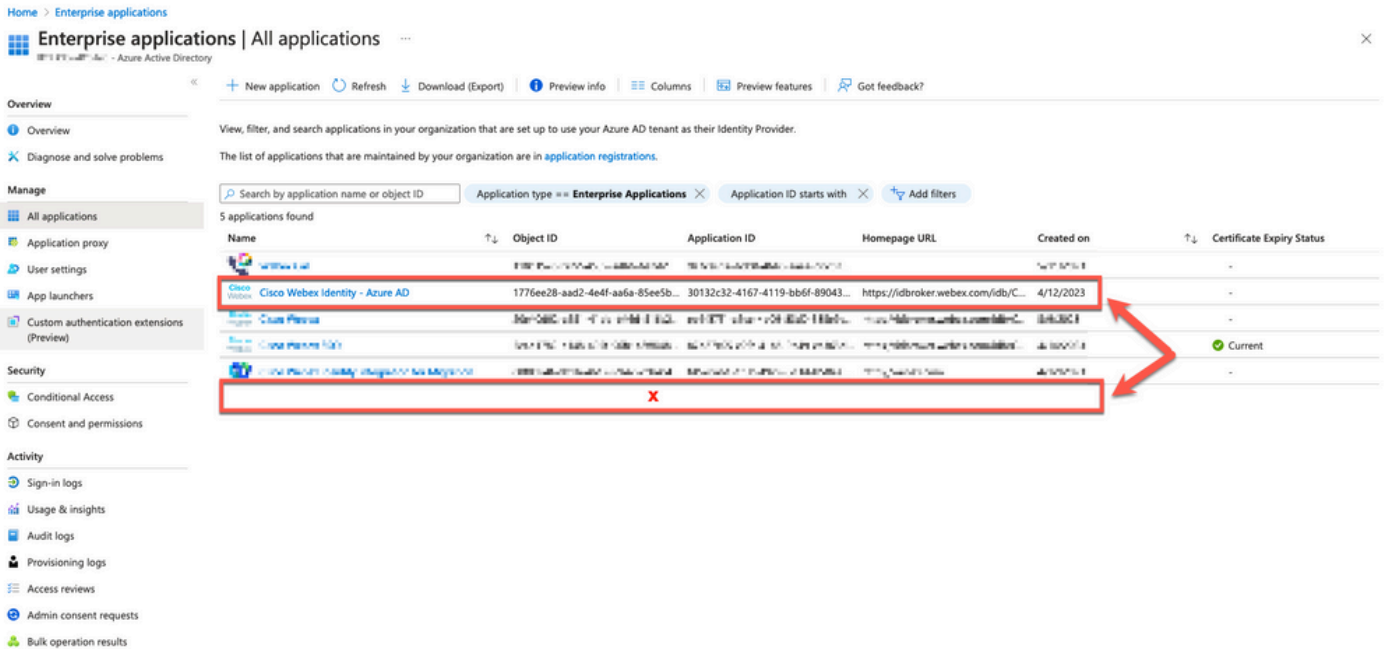 Home > Enterprise applications
Enterprise applications | All applications ...
- Azure Active Directory
«
New application Refresh Download (Export) Preview info Columns Preview features Got feedback?
Overview
Overview
Diagnose and solve problems
Manage
All applications
Application proxy
User settings
App launchers
Custom authentication extensions
(Preview)
Security
Conditional Access
Consent and permissions
Activity
Sign-in logs
Usage & insights
Audit logs
Provisioning logs
Access reviews
Admin consent requests
Bulk operation results
View, filter, and search applications in your organization that are set up to use your Azure AD tenant as their Identity Provider.
The list of applications that are maintained by your organization are in application registrations.
Search by application name or object ID Application type == Enterprise Applications Application ID starts with Add filters
5 applications found
Name Object ID Application ID Homepage URL Created on Certificate Expiry Status
-
Cisco Webex Cisco Webex Identity - Azure AD 1776ee28-aad2-4e4f-aa6a-85ee5b... 30132c32-4167-4119-bb6f-89043... https://idbroker.webex.com/idb/C... 4/12/2023 -
-
Current
-
X